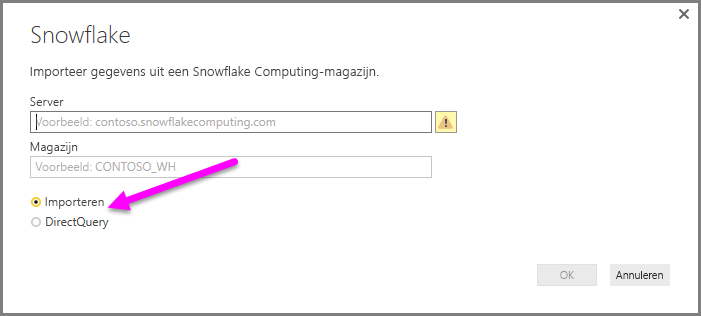 Snowflake
Importeer gegevens uit een Snowflake Computing-magazijn.
Server
Voorbeeld: contoso.snowflakecomputing.com
Magazijn
Voorbeeld: CONTOSO_WH
Importeren
DirectQuery
OK
Annuleren